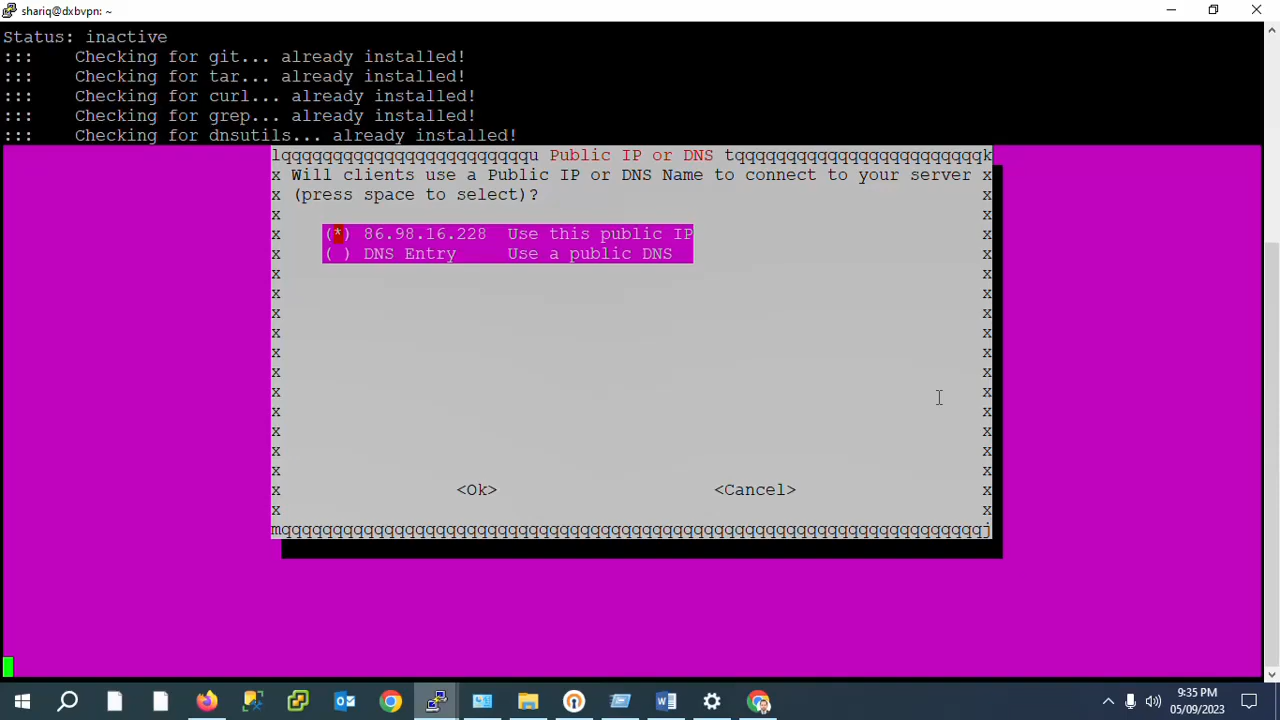 shariq@dxbvpn: ~
Status: inactive
:::    Checking for git... already installed!
:::    Checking for tar... already installed!
:::    Checking for curl... already installed!
:::    Checking for grep... already installed!
:::    Checking for dnsutils... already installed!
lqqqqqqqqqqqqqqqqqqqqqqqqqu Public IP or DNS tqqqqqqqqqqqqqqqqqqqqqqqqqk
x Will clients use a Public IP or DNS Name to connect to your server x
x (press space to select)? x
x x
x (*) 86.98.16.228  Use this public IP x
x ( ) DNS Entry     Use a public DNS x
x x
x x
x x
x x
x x
x x
x x
x x
x x
x x
x x
x <Ok> <Cancel> x
x x
mqqqqqqqqqqqqqqqqqqqqqqqqqqqqqqqqqqqqqqqqqqqqqqqqqqqqqqqqqqqqqqqqqqqqj
9:35 PM
05/09/2023